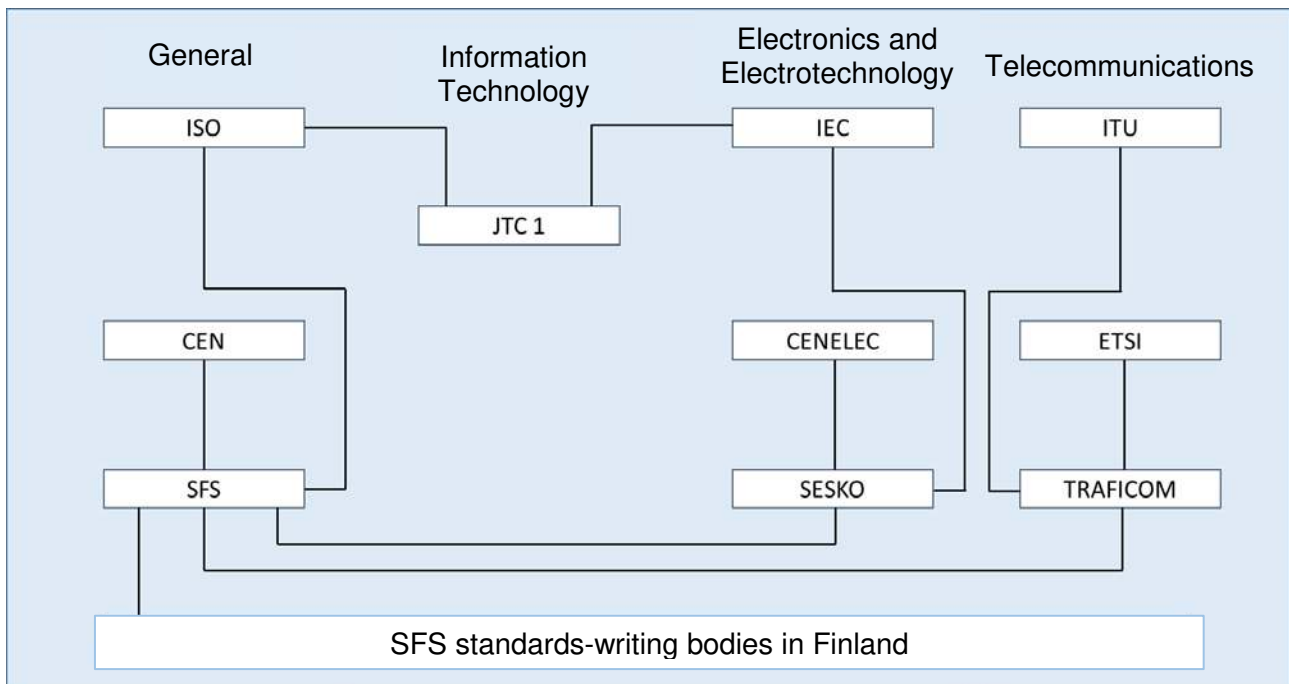 General
Information
Technology
Electronics and
Electrotechnology
Telecommunications
ISO
IEC
ITU
JTC 1
CEN
CENELEC
ETSI
SFS
SESKO
TRAFICOM
SFS standards-writing bodies in Finland